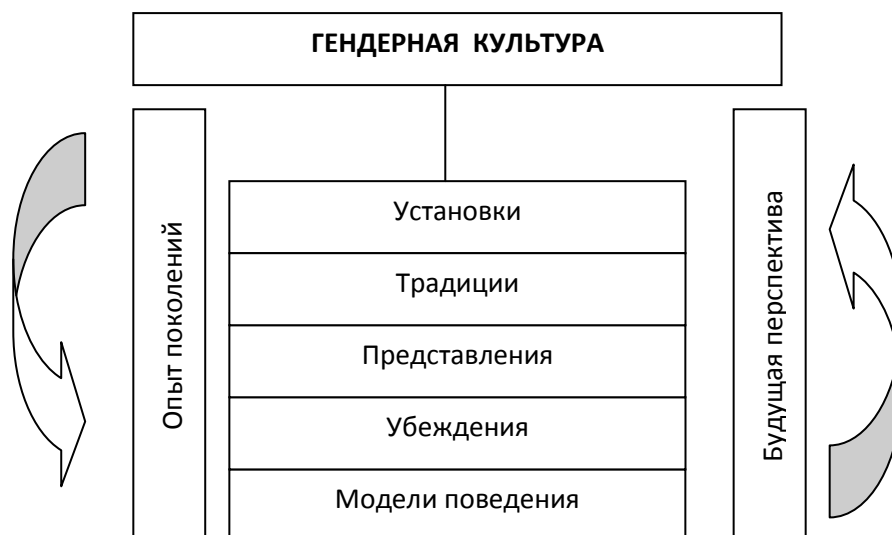 ГЕНДЕРНАЯ КУЛЬТУРА
Опыт поколений
Установки
Традиции
Представления
Убеждения
Модели поведения
Будущая перспектива